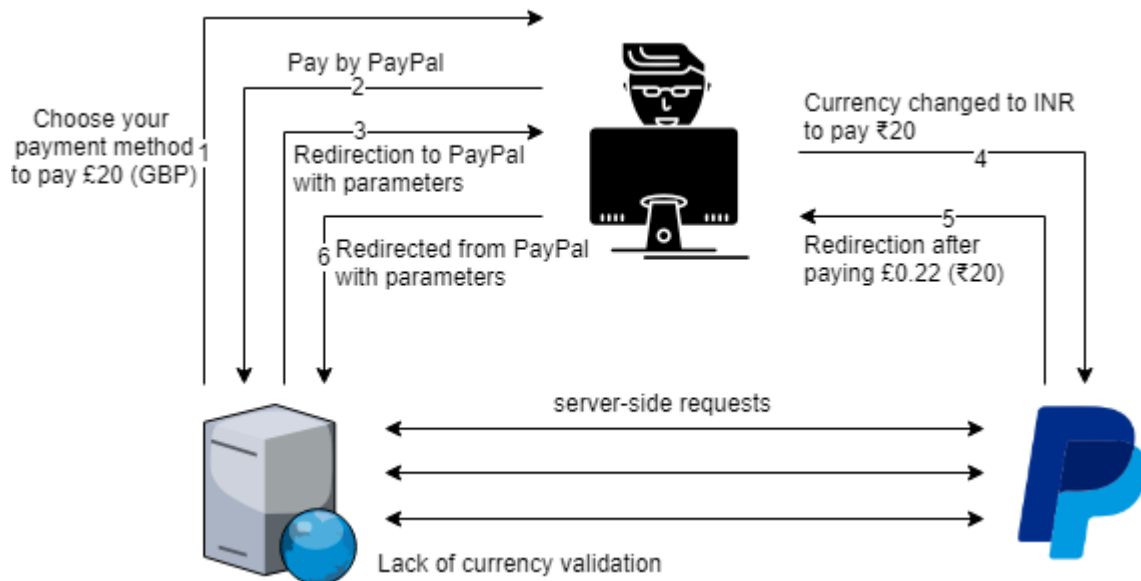 Pay by PayPal
2
Choose your
payment method
to pay £20 (GBP)
1
3
Redirection to PayPal
with parameters
Currency changed to INR
to pay ₹20
4
5
Redirection after
paying £0.22 (₹20)
6
Redirected from PayPal
with parameters
server-side requests
Lack of currency validation